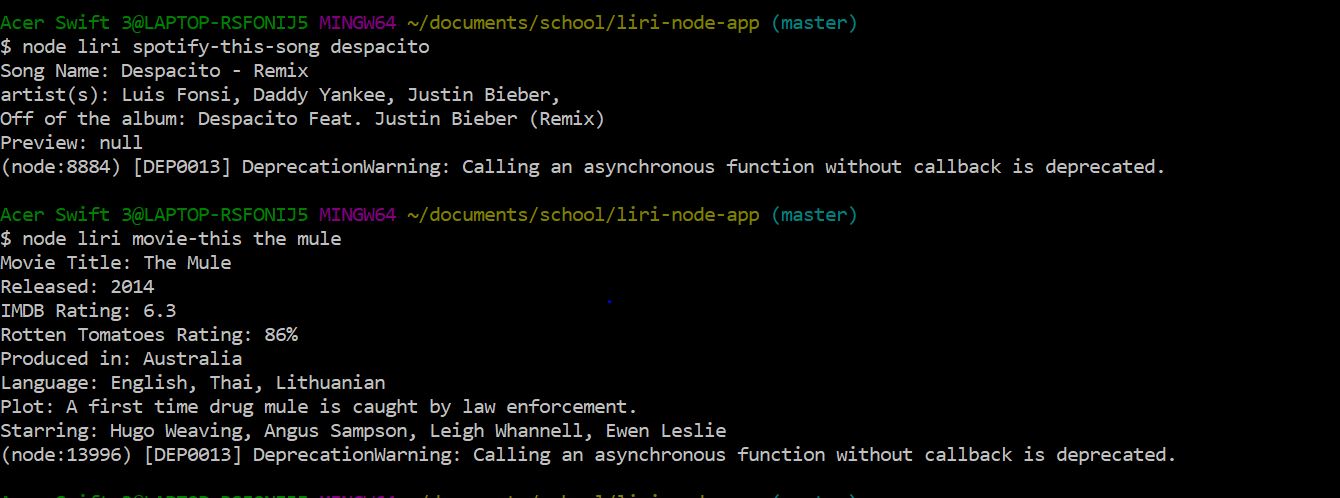 Acer Swift 3@LAPTOP-RSFONIJ5 MINGW64 ~/documents/school/liri-node-app (master)
$ node liri spotify-this-song despacito
Song Name: Despacito - Remix
artist(s): Luis Fonsi, Daddy Yankee, Justin Bieber,
Off of the album: Despacito Feat. Justin Bieber (Remix)
Preview: null
(node:8884) [DEP0013] DeprecationWarning: Calling an asynchronous function without callback is deprecated.
Acer Swift 3@LAPTOP-RSFONIJ5 MINGW64 ~/documents/school/liri-node-app (master)
$ node liri movie-this the mule
Movie Title: The Mule
Released: 2014
IMDB Rating: 6.3
Rotten Tomatoes Rating: 86%
Produced in: Australia
Language: English, Thai, Lithuanian
Plot: A first time drug mule is caught by law enforcement.
Starring: Hugo Weaving, Angus Sampson, Leigh Whannell, Ewen Leslie
(node:13996) [DEP0013] DeprecationWarning: Calling an asynchronous function without callback is deprecated.